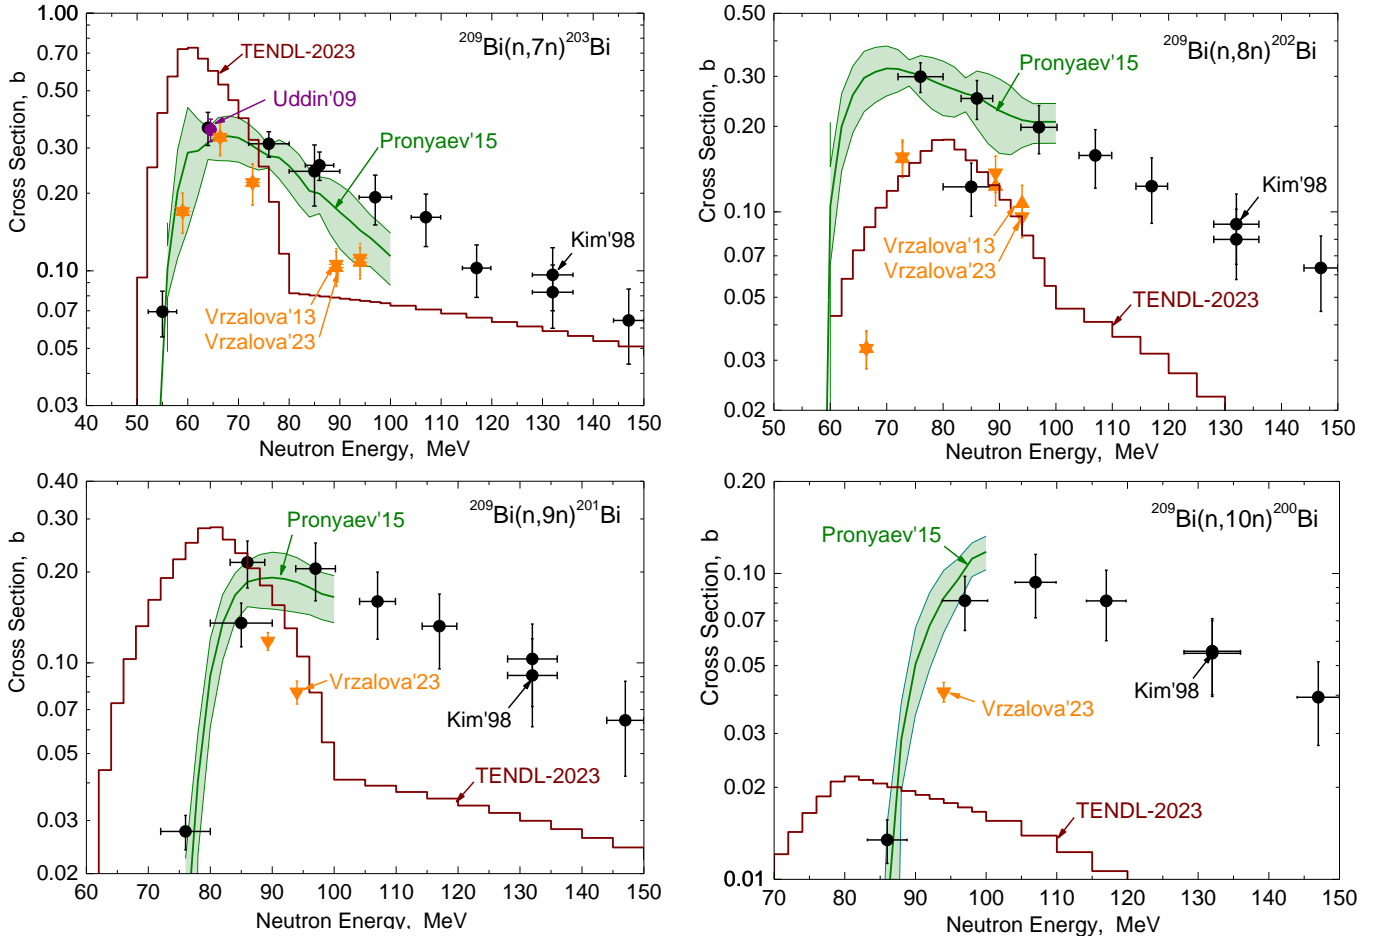 1.00
0.70
0.50
0.30
0.20
0.10
0.07
0.05
0.03
Cross Section, b
²⁰⁹Bi(n,7n)²⁰³Bi
TENDL-2023
Uddin'09
Pronyaev'15
Kim'98
Vrzalova'13
Vrzalova'23
40 50 60 70 80 90 100 110 120 130 140 150
Neutron Energy, MeV
0.50
0.30
0.20
0.10
0.07
0.05
0.03
0.02
Cross Section, b
²⁰⁹Bi(n,8n)²⁰²Bi
Pronyaev'15
Kim'98
Vrzalova'13
Vrzalova'23
TENDL-2023
50 60 70 80 90 100 110 120 130 140 150
Neutron Energy, MeV
0.40
0.30
0.20
0.10
0.07
0.05
0.03
0.02
Cross Section, b
²⁰⁹Bi(n,9n)²⁰¹Bi
Pronyaev'15
Vrzalova'23
Kim'98
TENDL-2023
60 70 80 90 100 110 120 130 140 150
Neutron Energy, MeV
0.20
0.10
0.05
0.02
0.01
Cross Section, b
²⁰⁹Bi(n,10n)²⁰⁰Bi
Pronyaev'15
Kim'98
Vrzalova'23
TENDL-2023
70 80 90 100 110 120 130 140 150
Neutron Energy, MeV